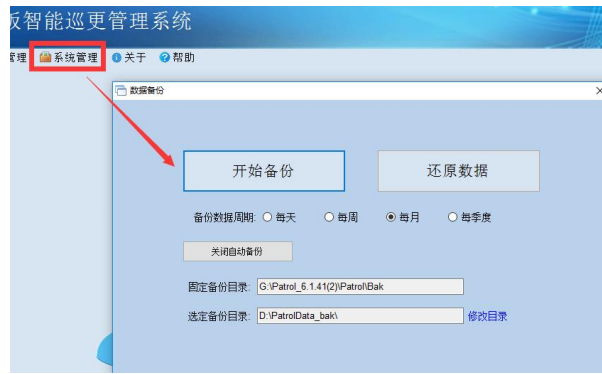 版智能巡更管理系统
管理 系统管理 关于 帮助
数据备份
开始备份 还原数据
备份数据周期: 每天 每周 每月 每季度
关闭自动备份
固定备份目录: G:\Patrol_6.1.41(2)\Patrol\Bak
选定备份目录: D:\PatrolData_bak\ 修改目录